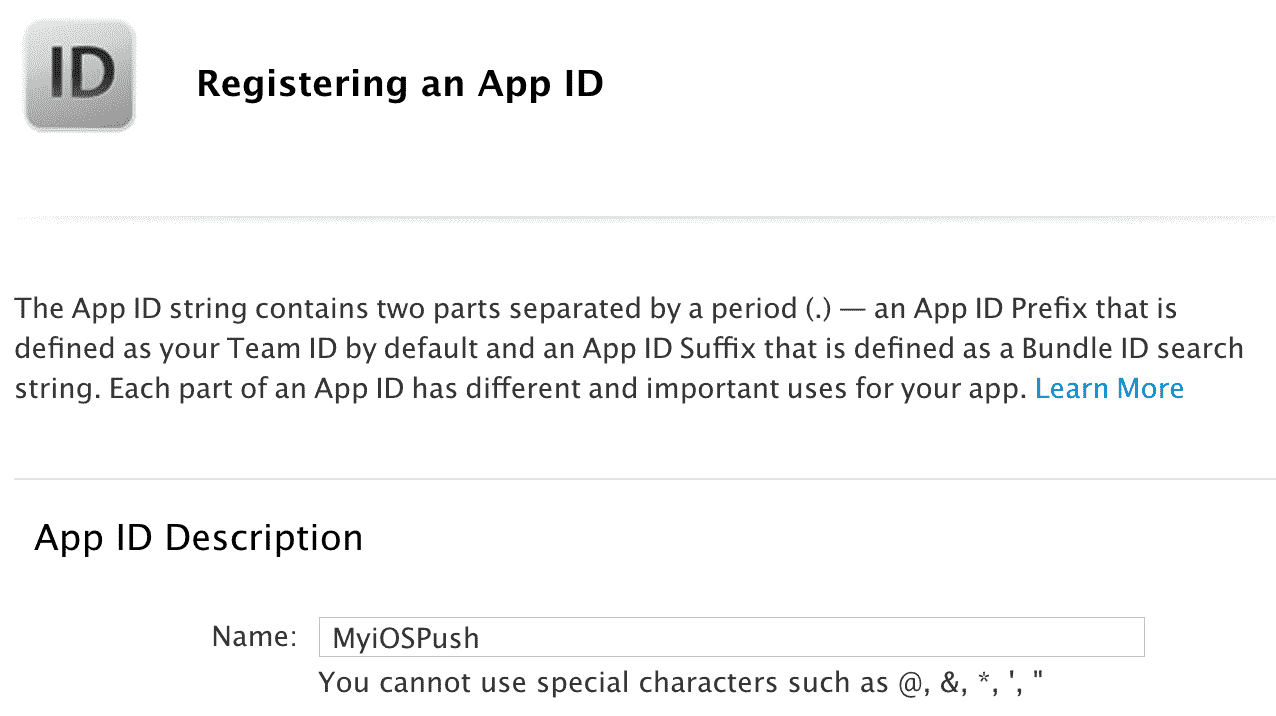 ID
Registering an App ID
The App ID string contains two parts separated by a period (.) — an App ID Prefix that is
defined as your Team ID by default and an App ID Suffix that is defined as a Bundle ID search
string. Each part of an App ID has different and important uses for your app. Learn More
App ID Description
Name: MyiOSPush
You cannot use special characters such as @, &, *, ', "